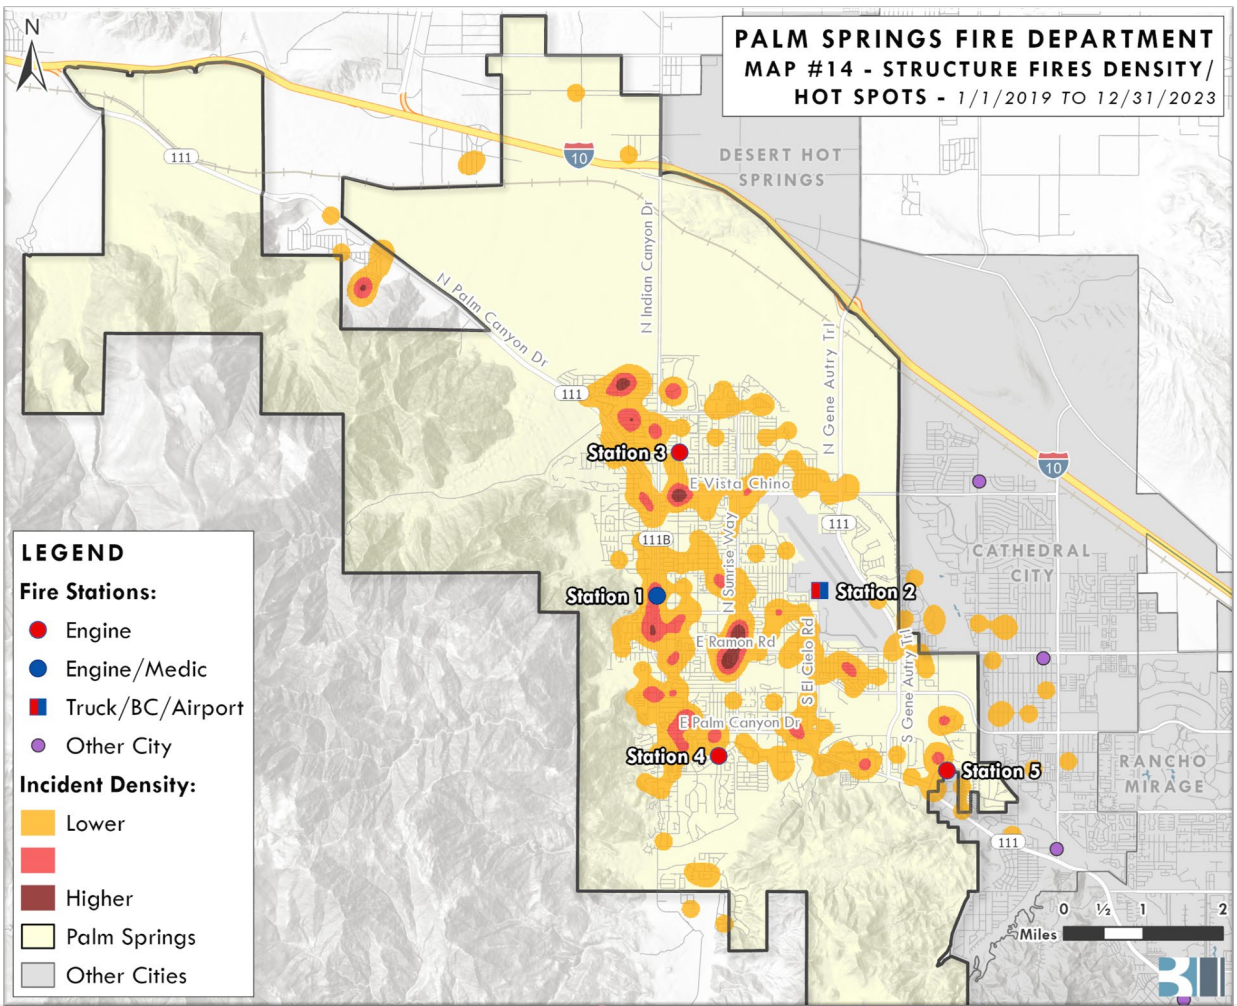 N
PALM SPRINGS FIRE DEPARTMENT
MAP #14 - STRUCTURE FIRES DENSITY/
HOT SPOTS - 1/1/2019 TO 12/31/2023
DESERT HOT
SPRINGS
10
111
N Indian Canyon Dr
N Palm Canyon Dr
N Gene Autry Trl
111
Station 3
10
E Vista Chino
111
111B
N Sunrise Way
CATHEDRAL
CITY
Station 1
Station 2
E Ramon Rd
S El Cielo Rd
S Gene Autry Trl
E Palm Canyon Dr
Station 4
Station 5
RANCHO
MIRAGE
111
LEGEND
Fire Stations:
Engine
Engine/Medic
Truck/BC/Airport
Other City
Incident Density:
Lower
Higher
Palm Springs
Other Cities
0 ½ 1 2
Miles